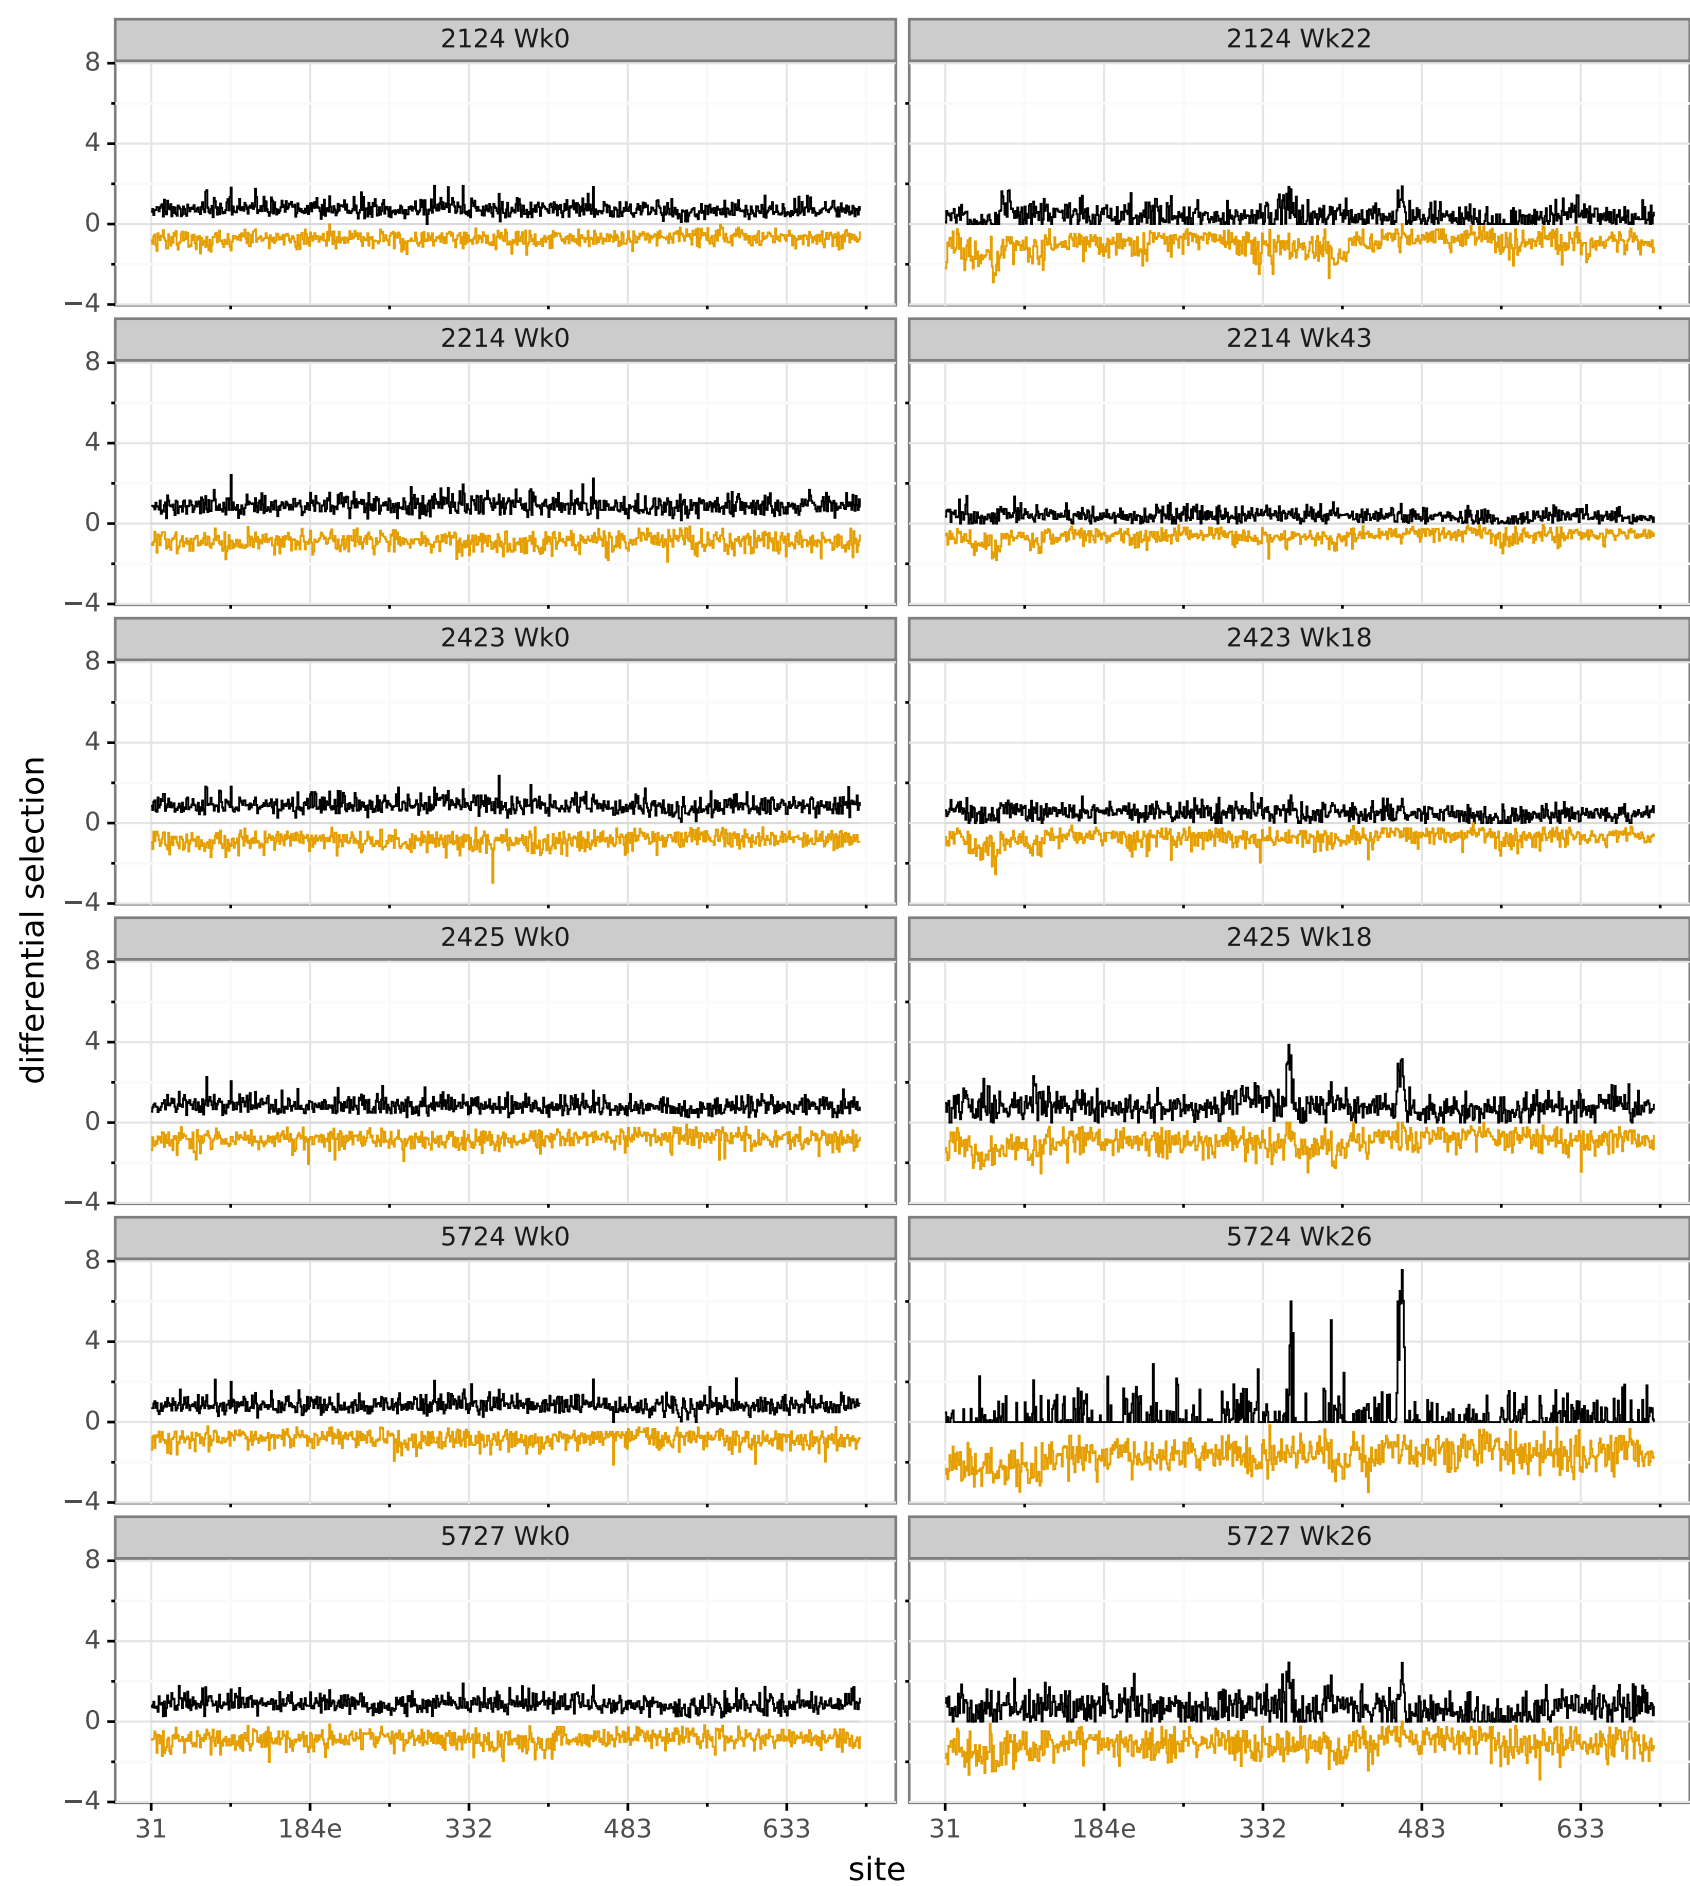 2124 Wk0
2124 Wk22
8
4
0
−4
2214 Wk0
2214 Wk43
8
4
0
−4
2423 Wk0
2423 Wk18
8
4
0
−4
2425 Wk0
2425 Wk18
8
4
0
−4
5724 Wk0
5724 Wk26
8
4
0
−4
5727 Wk0
5727 Wk26
8
4
0
−4
differential selection
31 184e 332 483 633
31 184e 332 483 633
site